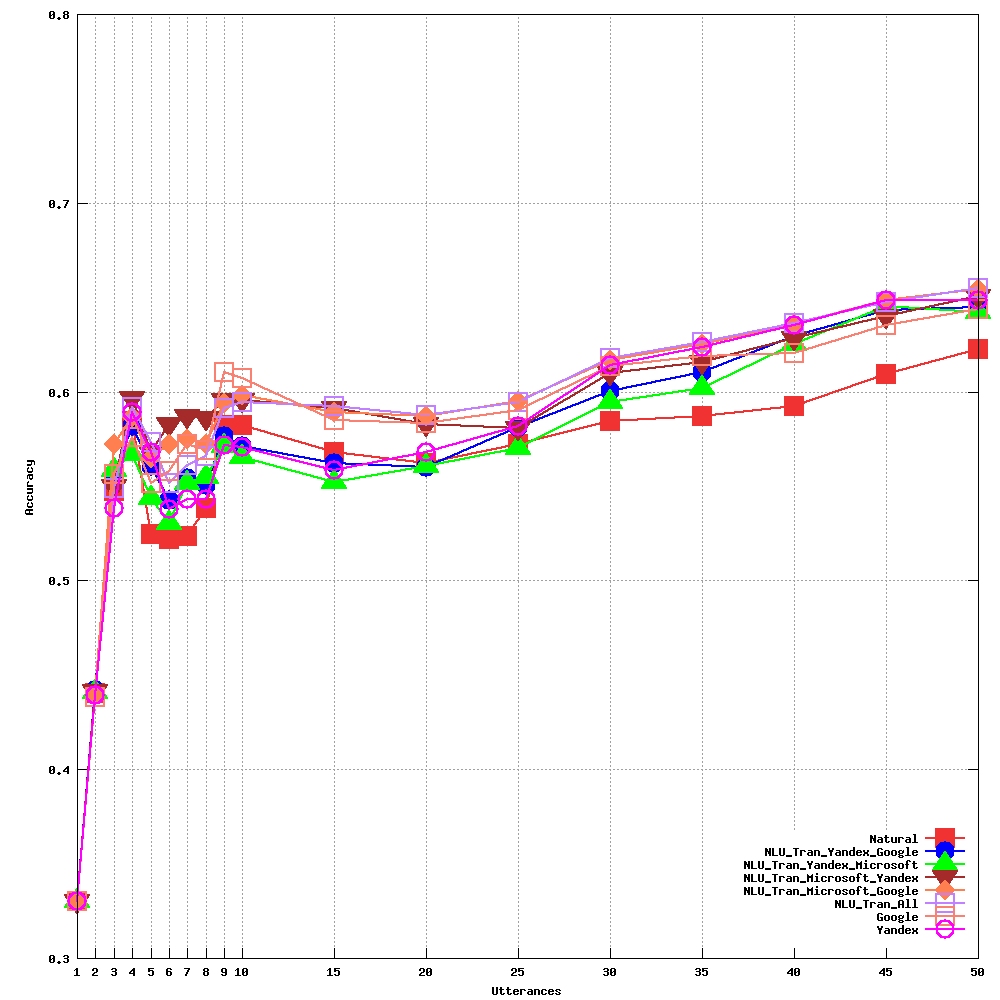 0.8
0.7
0.6
0.5
0.4
0.3
Accuracy
1 2 3 4 5 6 7 8 9 10 15 20 25 30 35 40 45 50
Utterances
Natural
NLU_Tran_Yandex_Google
NLU_Tran_Yandex_Microsoft
NLU_Tran_Microsoft_Yandex
NLU_Tran_Microsoft_Google
NLU_Tran_All
Google
Yandex